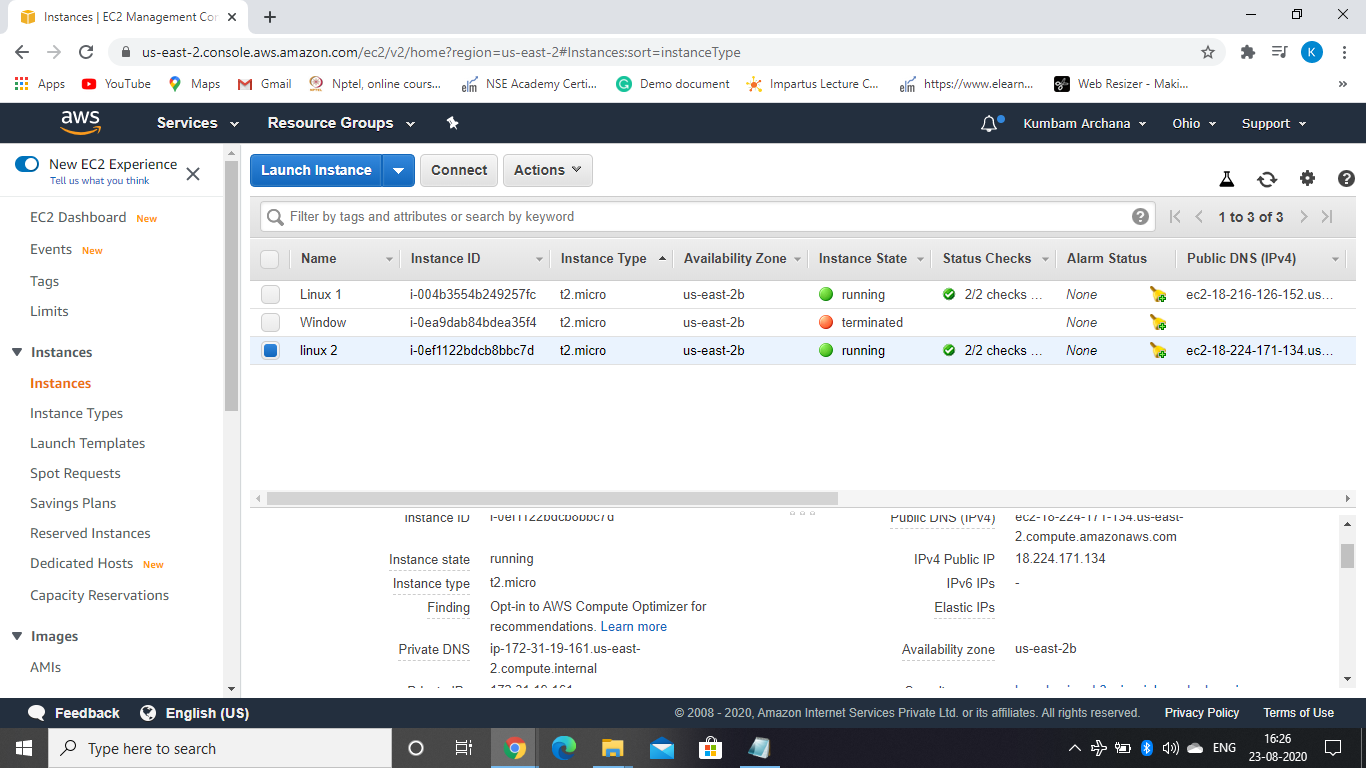 Instances | EC2 Management Con
us-east-2.console.aws.amazon.com/ec2/v2/home?region=us-east-2#Instances:sort=instanceType
K
Apps YouTube Maps Gmail Nptel, online cours... NSE Academy Certi... Demo document Impartus Lecture C... https://www.elearn... Web Resizer - Maki... »
aws Services Resource Groups Kumbam Archana Ohio Support
New EC2 Experience
Tell us what you think
EC2 Dashboard New
Events New
Tags
Limits
Instances
Instances
Instance Types
Launch Templates
Spot Requests
Savings Plans
Reserved Instances
Dedicated Hosts New
Capacity Reservations
Images
AMIs
Launch Instance Connect Actions
Filter by tags and attributes or search by keyword 1 to 3 of 3
Name Instance ID Instance Type Availability Zone Instance State Status Checks Alarm Status Public DNS (IPv4)
Linux 1 i-004b3554b249257fc t2.micro us-east-2b running 2/2 checks ... None ec2-18-216-126-152.us...
Window i-0ea9dab84bdea35f4 t2.micro us-east-2b terminated None
linux 2 i-0ef1122bdcb8bbc7d t2.micro us-east-2b running 2/2 checks ... None ec2-18-224-171-134.us...
Instance ID i-0ef1122bdcb8bbc7d
Instance state running
Instance type t2.micro
Finding Opt-in to AWS Compute Optimizer for
recommendations. Learn more
Private DNS ip-172-31-19-161.us-east-
2.compute.internal
Public DNS (IPv4) ec2-18-224-171-134.us-east-
2.compute.amazonaws.com
IPv4 Public IP 18.224.171.134
IPv6 IPs -
Elastic IPs
Availability zone us-east-2b
Feedback English (US) © 2008 - 2020, Amazon Internet Services Private Ltd. or its affiliates. All rights reserved. Privacy Policy Terms of Use
Type here to search
ENG
16:26
23-08-2020